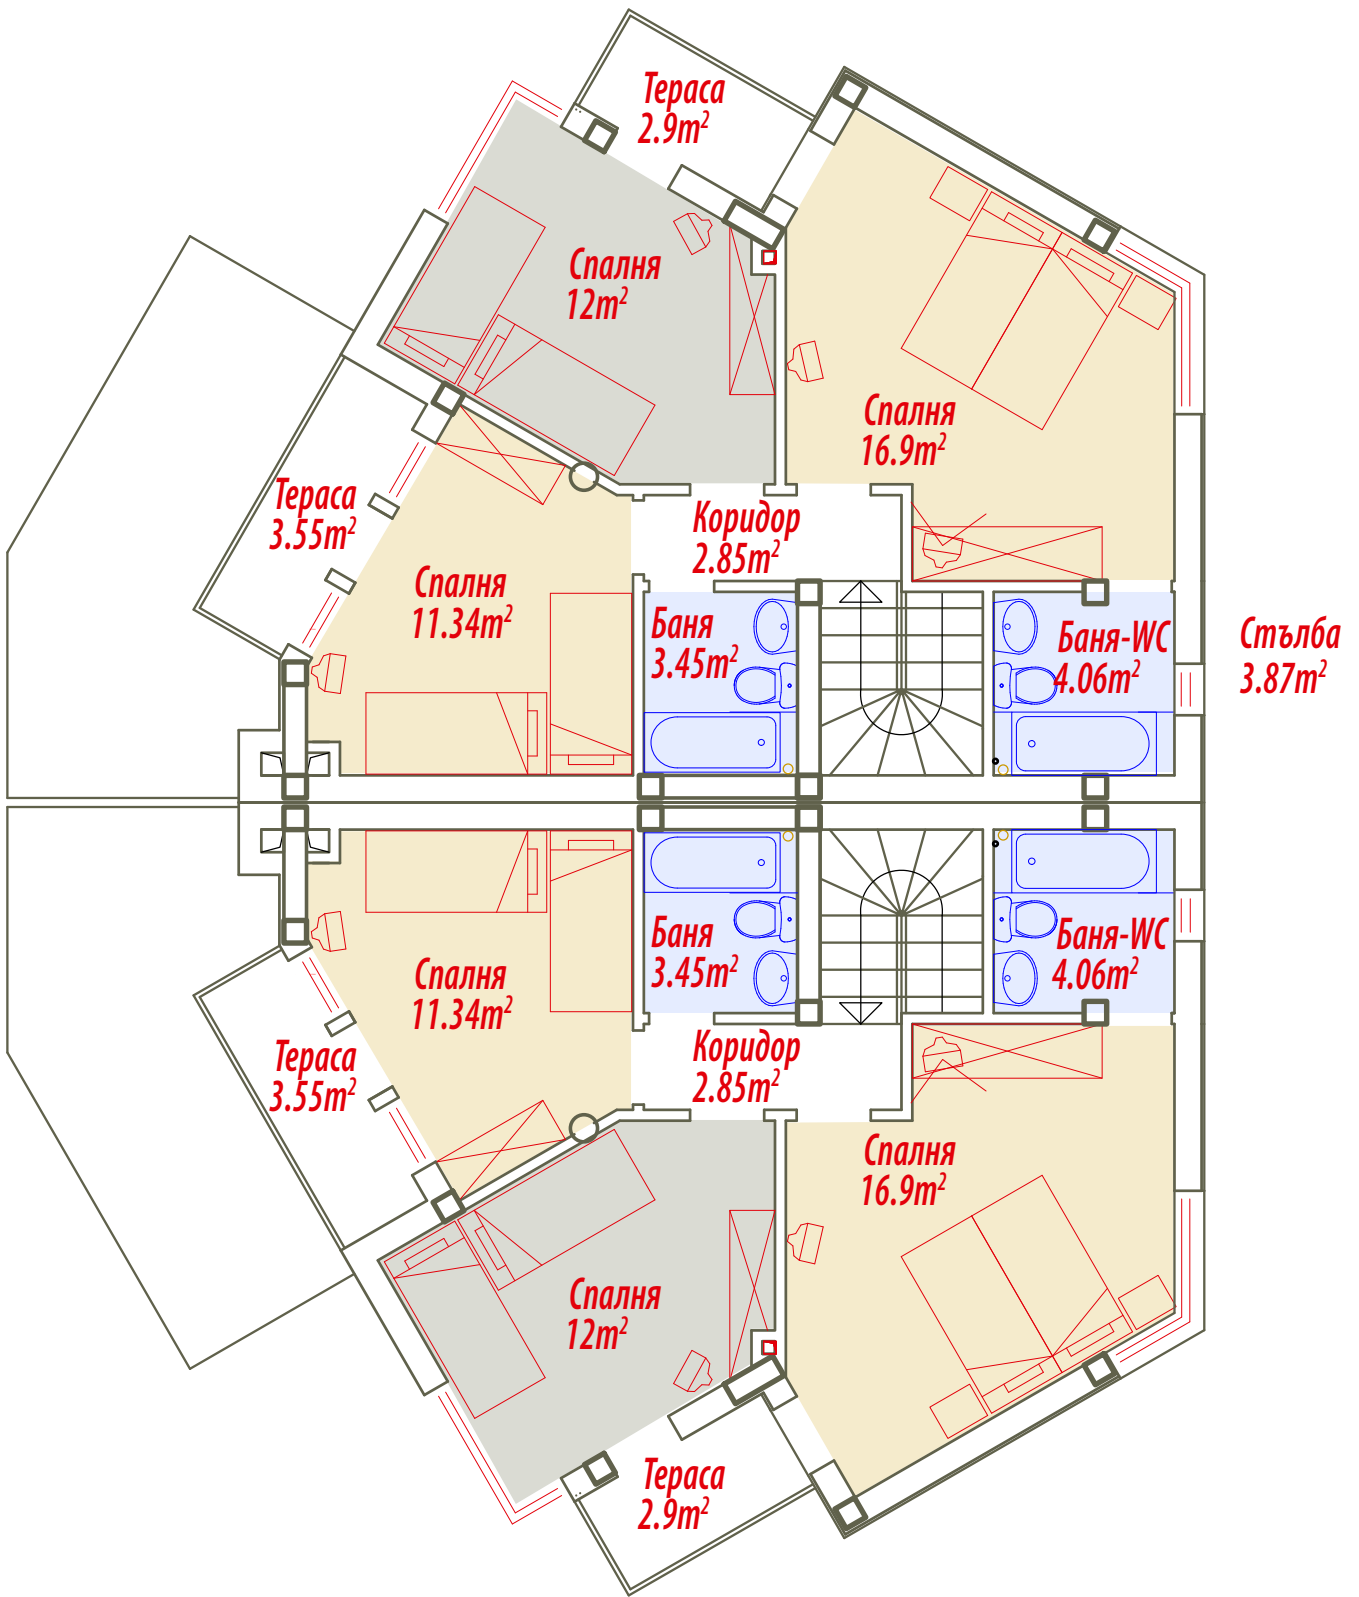 Тераса
2.9m²
Спалня
12m²
Спалня
16.9m²
Тераса
3.55m²
Коридор
2.85m²
Спалня
11.34m²
Баня
3.45m²
Баня-WC
4.06m²
Стълба
3.87m²
Баня
3.45m²
Баня-WC
4.06m²
Спалня
11.34m²
Тераса
3.55m²
Коридор
2.85m²
Спалня
16.9m²
Спалня
12m²
Тераса
2.9m²